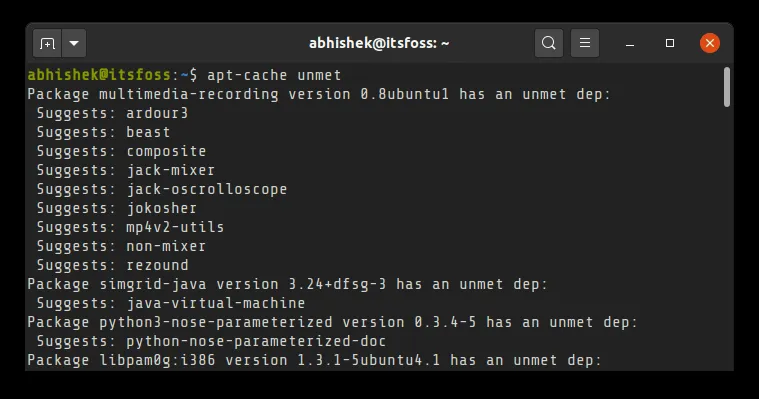 abhishek@itsfoss: ~
abhishek@itsfoss:~$ apt-cache unmet
Package multimedia-recording version 0.8ubuntu1 has an unmet dep:
 Suggests: ardour3
 Suggests: beast
 Suggests: composite
 Suggests: jack-mixer
 Suggests: jack-oscrolloscope
 Suggests: jokosher
 Suggests: mp4v2-utils
 Suggests: non-mixer
 Suggests: rezound
Package simgrid-java version 3.24+dfsg-3 has an unmet dep:
 Suggests: java-virtual-machine
Package python3-nose-parameterized version 0.3.4-5 has an unmet dep:
 Suggests: python-nose-parameterized-doc
Package libpam0g:i386 version 1.3.1-5ubuntu4.1 has an unmet dep: